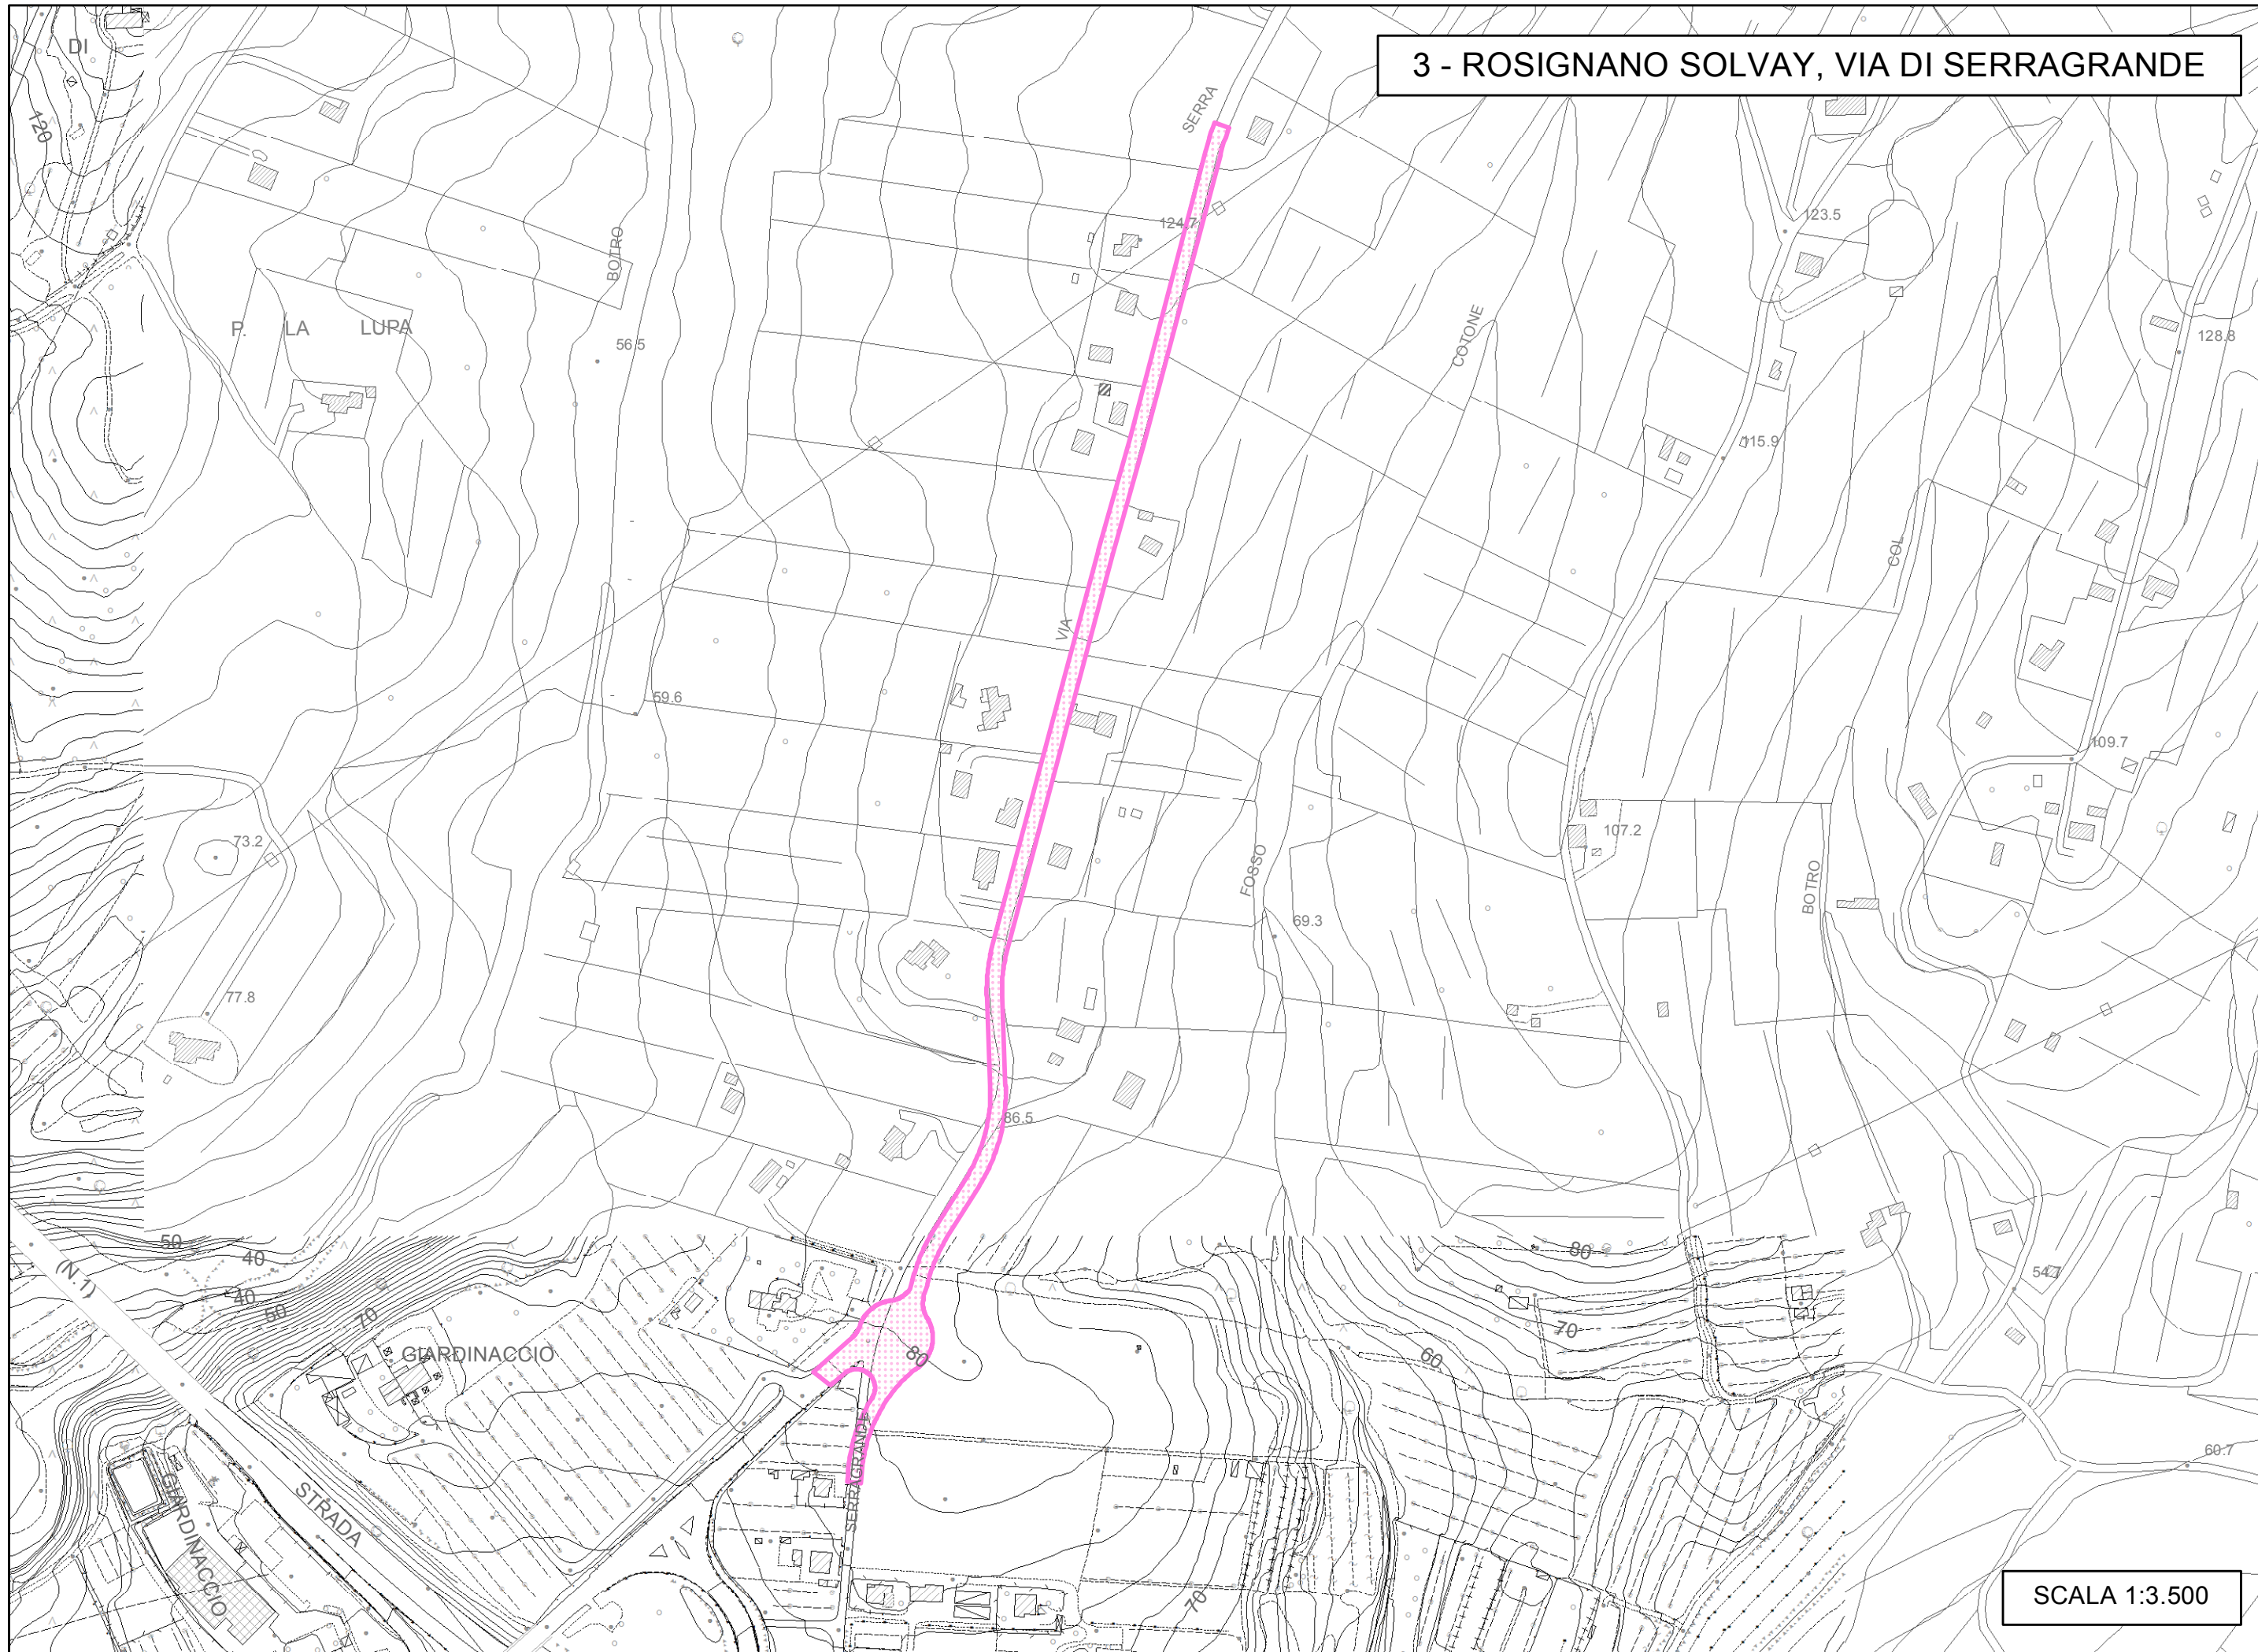 3 - ROSIGNANO SOLVAY, VIA DI SERRAGRANDE
DI
120
SERRA
124.7
123.5
BOTRO
P. LA LUPA
56.5
COTONE
128.8
115.9
COL
VIA
59.6
109.7
73.2
107.2
FOSSO
BOTRO
69.3
77.8
86.5
50
40
(N. 1)
40
50
70
80
54.7
GIARDINACCIO
80
70
60
SERRAGRANDE
SERRAGRANDE
60.7
GIARDINACCIO
STRADA
70
SCALA 1:3.500